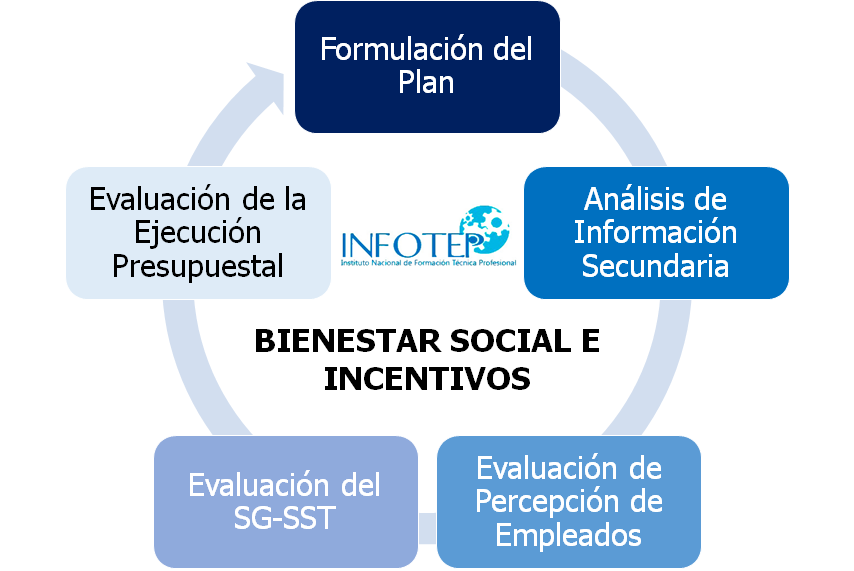 Formulación del
Plan
Análisis de
Información
Secundaria
Evaluación de
Percepción de
Empleados
Evaluación del
SG-SST
Evaluación de la
Ejecución
Presupuestal
INFOTEP
Instituto Nacional de Formación Técnica Profesional
BIENESTAR SOCIAL E
INCENTIVOS